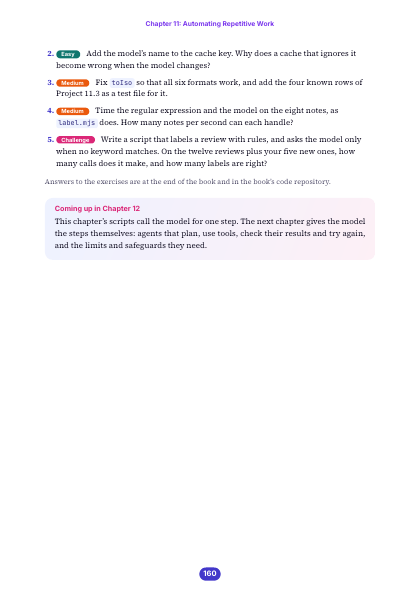 Chapter 11: Automating Repetitive Work
2. Easy Add the model's name to the cache key. Why does a cache that ignores it
become wrong when the model changes?
3. Medium Fix toIso so that all six formats work, and add the four known rows of
Project 11.3 as a test file for it.
4. Medium Time the regular expression and the model on the eight notes, as
label.mjs does. How many notes per second can each handle?
5. Challenge Write a script that labels a review with rules, and asks the model only
when no keyword matches. On the twelve reviews plus your five new ones, how
many calls does it make, and how many labels are right?
Answers to the exercises are at the end of the book and in the book's code repository.
Coming up in Chapter 12
This chapter's scripts call the model for one step. The next chapter gives the model
the steps themselves: agents that plan, use tools, check their results and try again,
and the limits and safeguards they need.
160